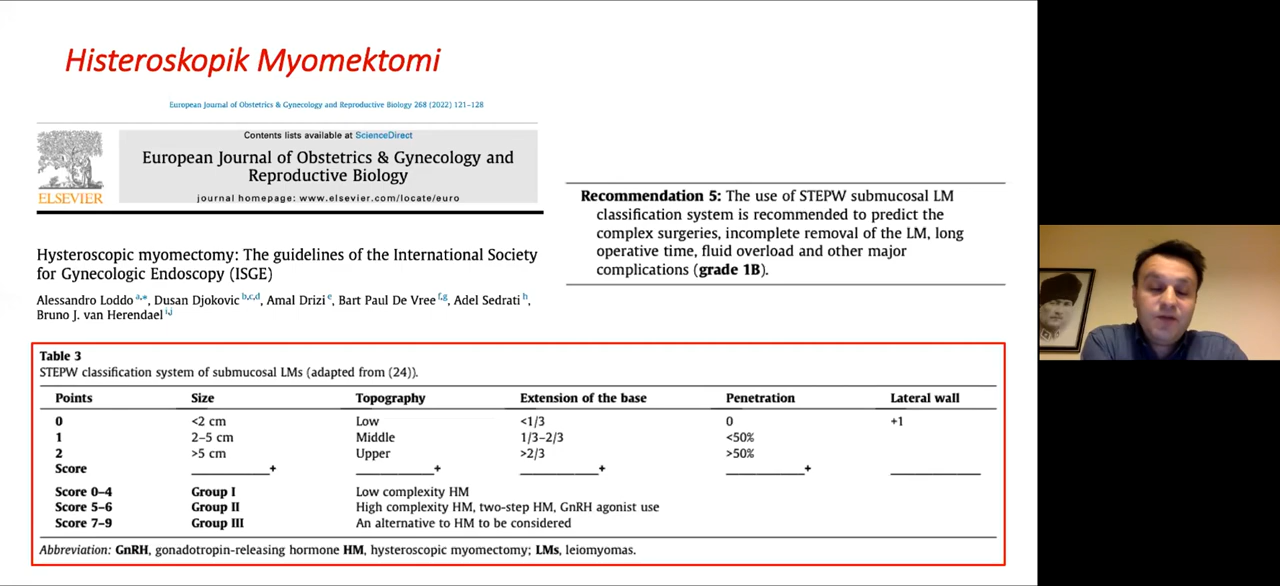 Histeroskopik Myomektomi
European Journal of Obstetrics & Gynecology and Reproductive Biology 268 (2022) 121-128
Contents lists available at ScienceDirect
European Journal of Obstetrics & Gynecology and
Reproductive Biology
ELSEVIER
journal homepage: www.elsevier.com/locate/euro
Hysteroscopic myomectomy: The guidelines of the International Society
for Gynecologic Endoscopy (ISGE)
Alessandro Loddo a,*, Dusan Djokovic b,c,d, Amal Drizi e, Bart Paul De Vree f,g, Adel Sedrati h,
Bruno J. van Herendael i,j
Recommendation 5: The use of STEPW submucosal LM
classification system is recommended to predict the
complex surgeries, incomplete removal of the LM, long
operative time, fluid overload and other major
complications (grade 1B).
Table 3
STEPW classification system of submucosal LMs (adapted from (24)).
Points Size Topography Extension of the base Penetration Lateral wall
0 <2 cm Low <1/3 0 +1
1 2–5 cm Middle 1/3–2/3 <50%
2 >5 cm Upper >2/3 >50%
Score + + + +
Score 0–4 Group I Low complexity HM
Score 5–6 Group II High complexity HM, two-step HM, GnRH agonist use
Score 7–9 Group III An alternative to HM to be considered
Abbreviation: GnRH, gonadotropin-releasing hormone HM, hysteroscopic myomectomy; LMs, leiomyomas.